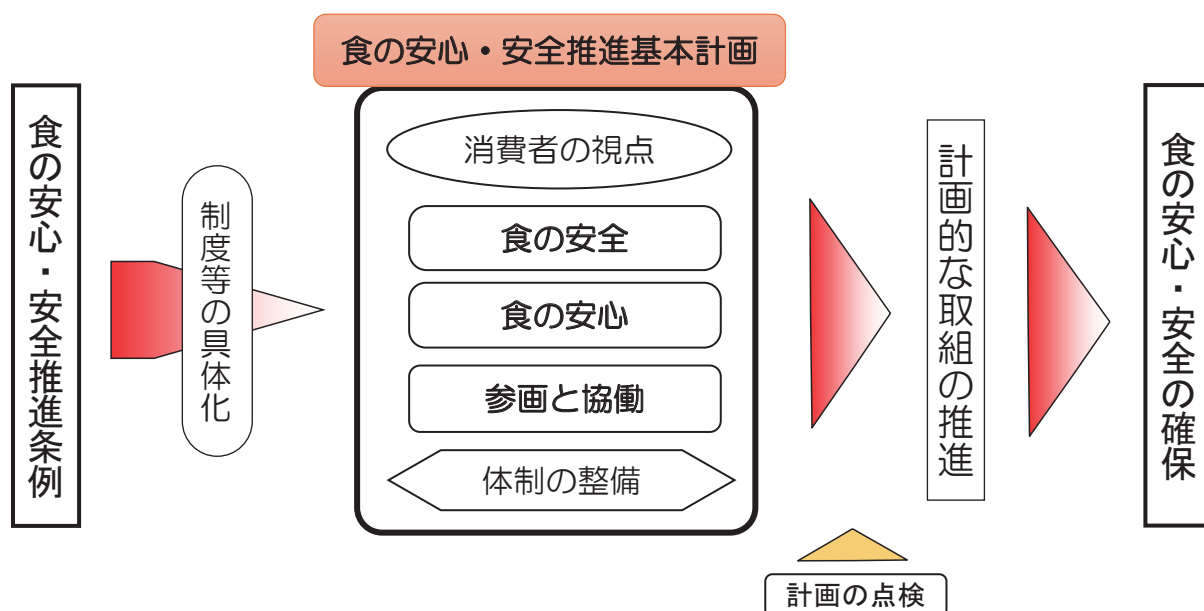 食の安心・安全推進基本計画
食の安心・安全推進条例
制度等の具体化
消費者の視点
食の安全
食の安心
参画と協働
体制の整備
計画的な取組の推進
食の安心・安全の確保
計画の点検